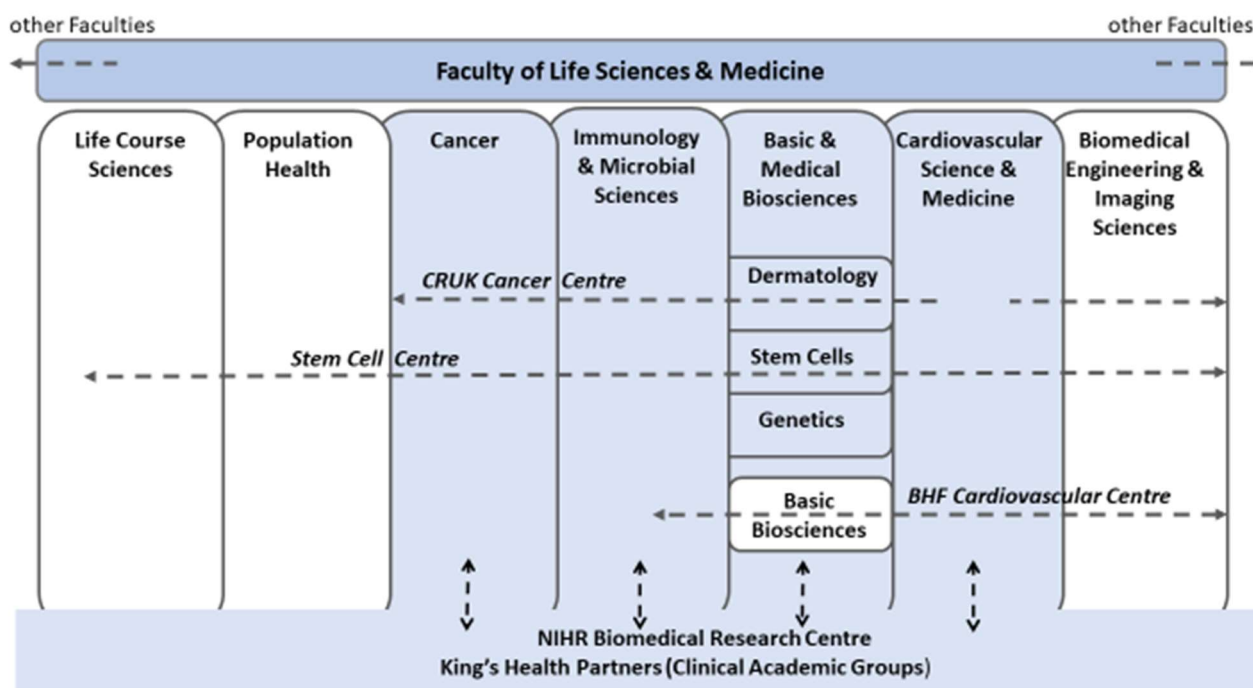 other Faculties
other Faculties
Faculty of Life Sciences & Medicine
Life Course
Sciences
Population
Health
Cancer
Immunology
& Microbial
Sciences
Basic &
Medical
Biosciences
Cardiovascular
Science &
Medicine
Biomedical
Engineering &
Imaging
Sciences
CRUK Cancer Centre
Dermatology
Stem Cell Centre
Stem Cells
Genetics
Basic
Biosciences
BHF Cardiovascular Centre
NIHR Biomedical Research Centre
King's Health Partners (Clinical Academic Groups)